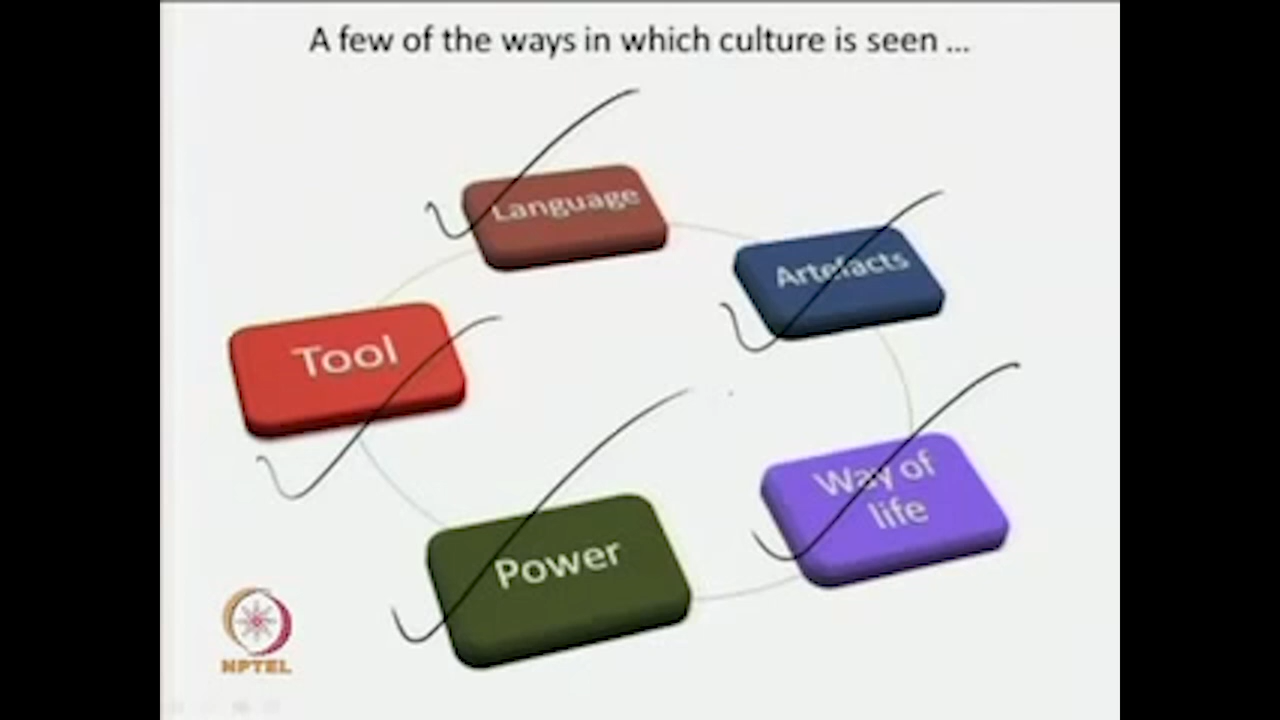 A few of the ways in which culture is seen ...
Language
Artefacts
Tool
Way of
life
Power
NPTEL